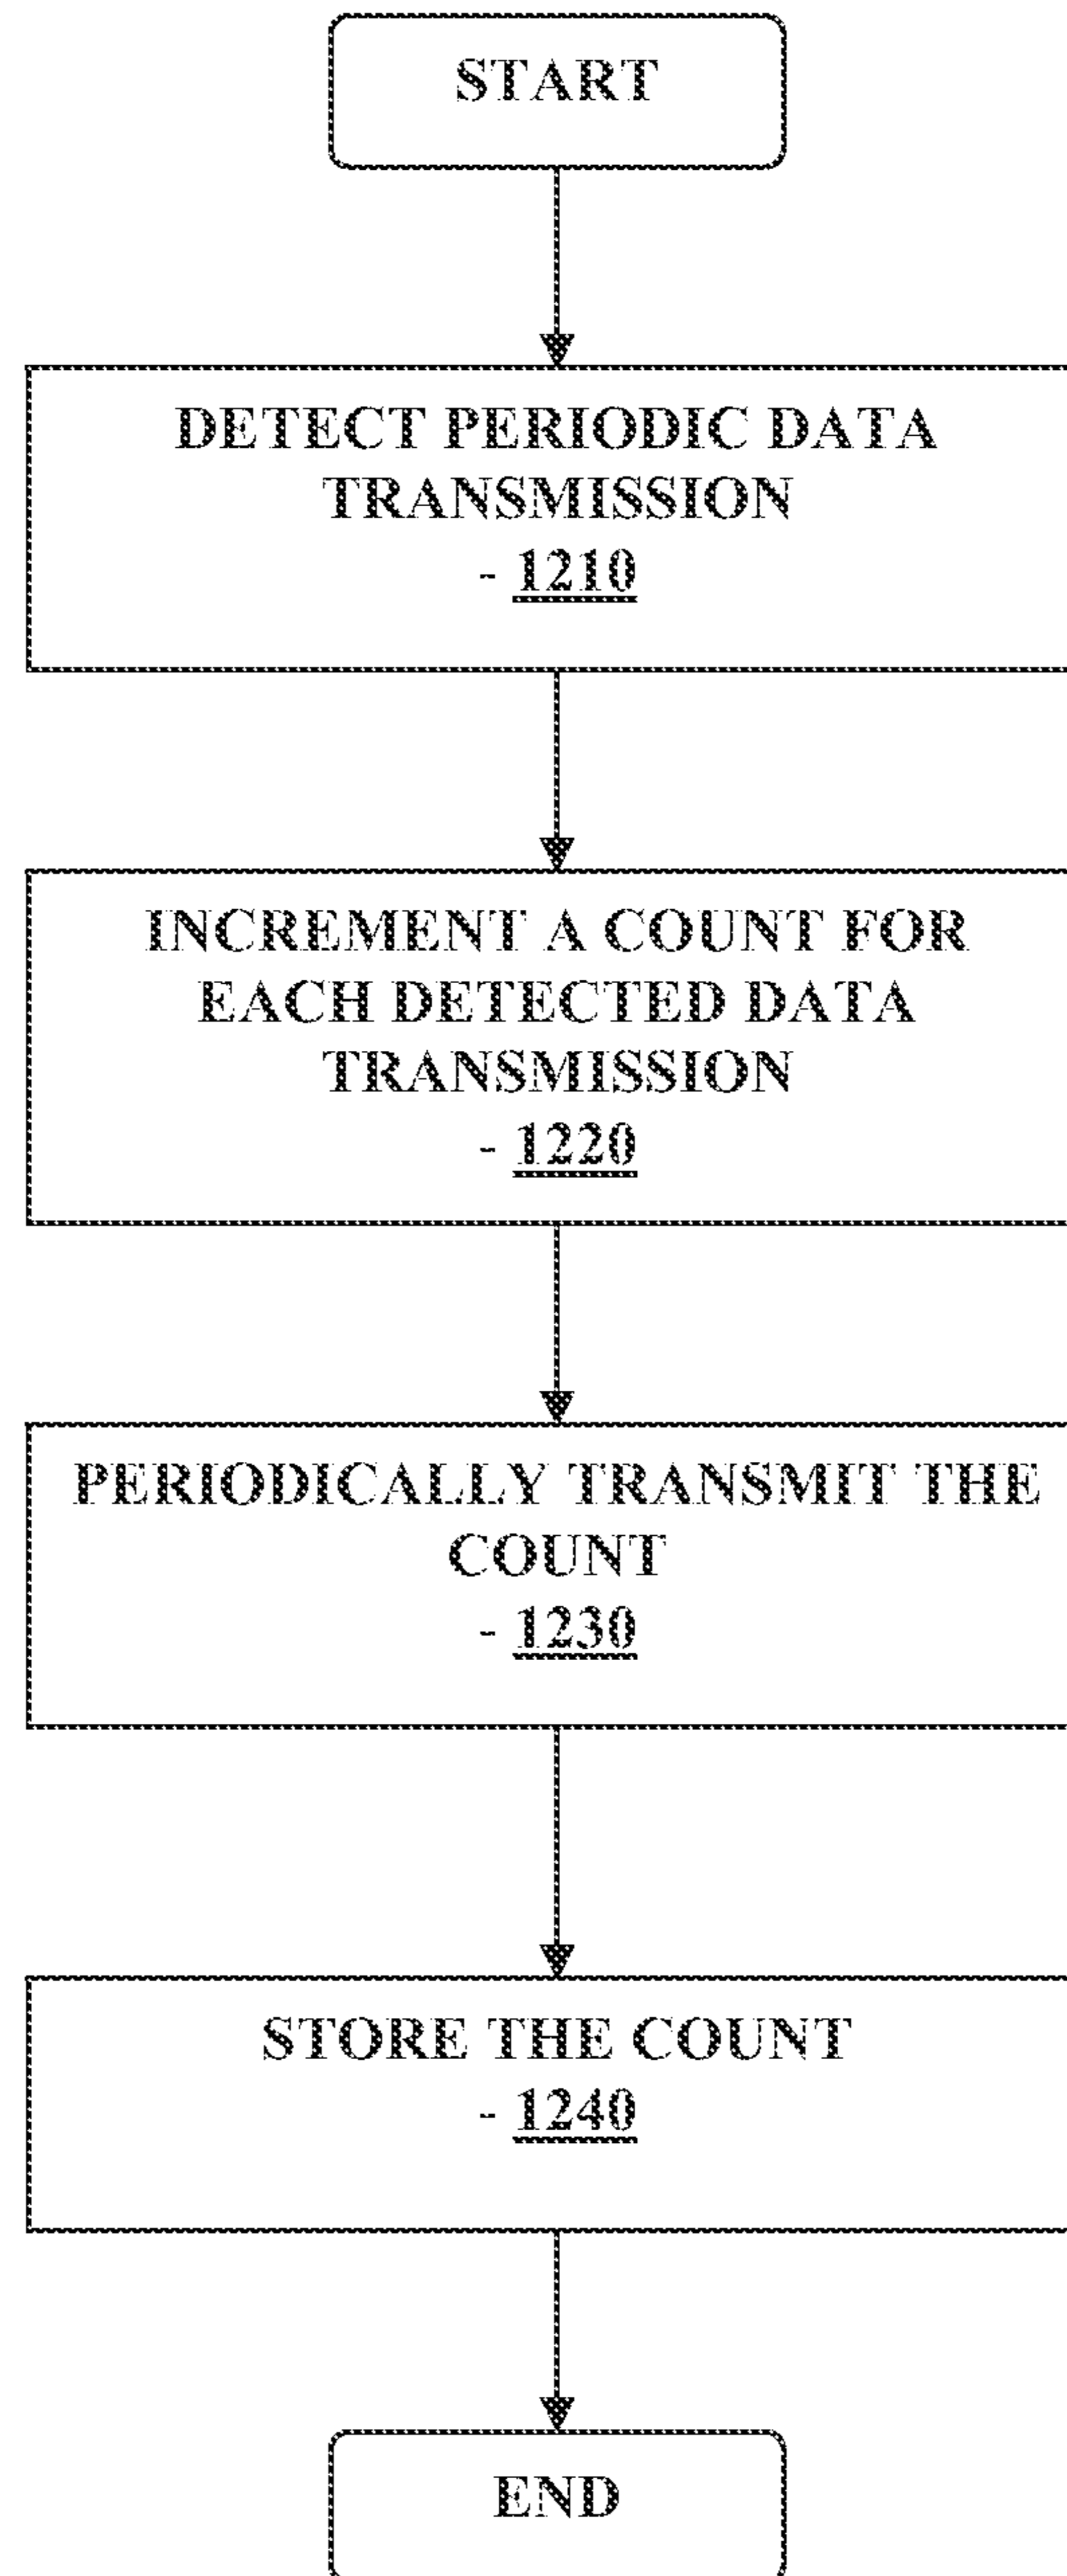 START
DETECT PERIODIC DATA
TRANSMISSION
- 1210
INCREMENT A COUNT FOR
EACH DETECTED DATA
TRANSMISSION
- 1220
PERIODICALLY TRANSMIT THE
COUNT
- 1230
STORE THE COUNT
- 1240
END